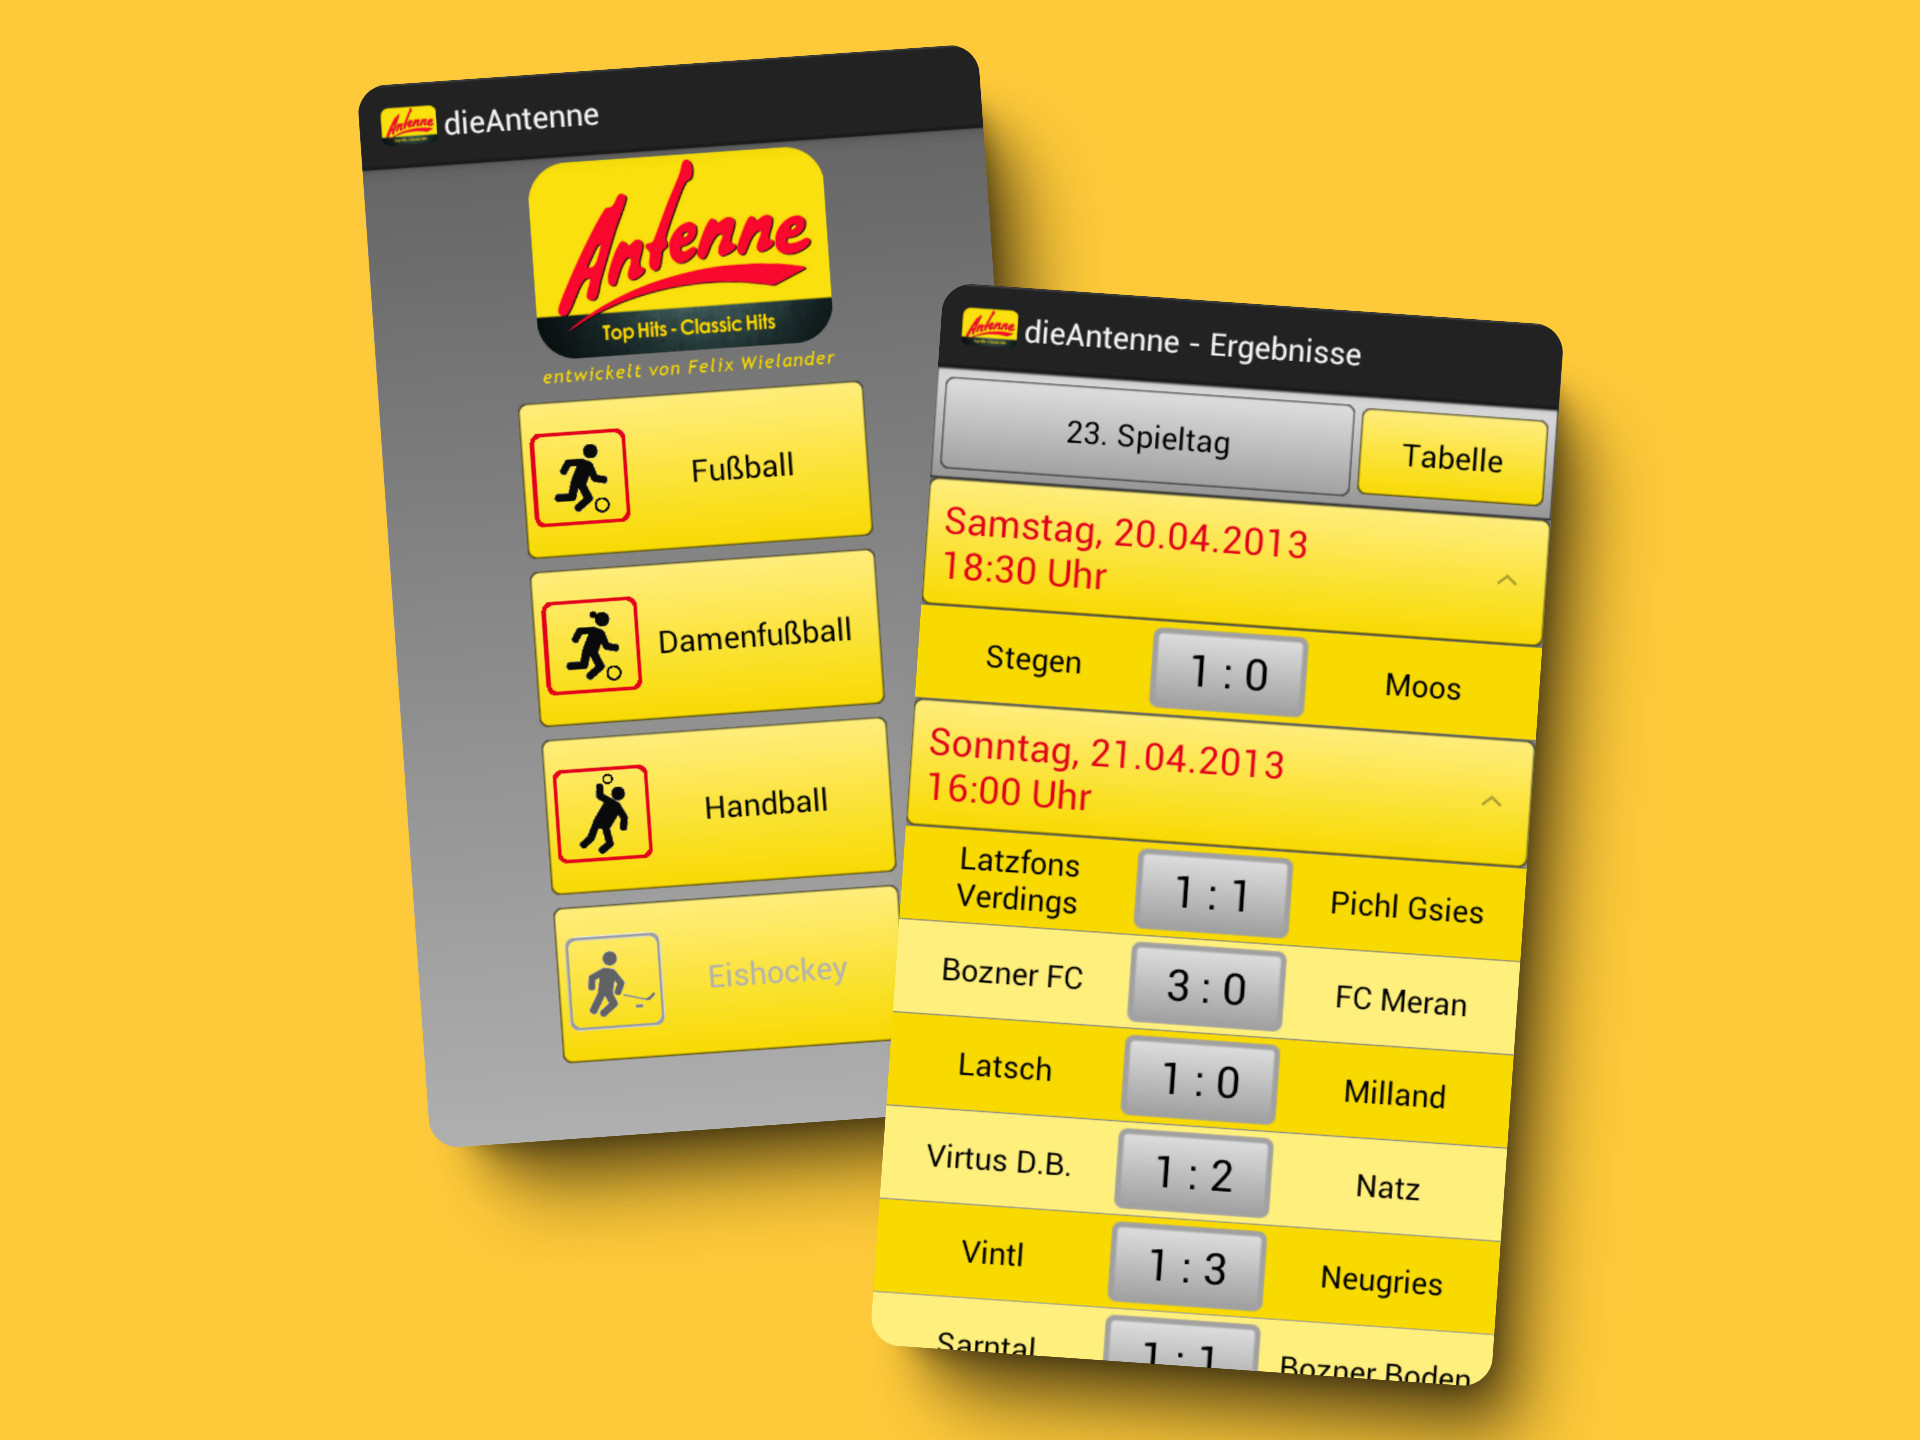 Antenne dieAntenne
Antenne
Top Hits - Classic Hits
entwickelt von Felix Wielander
Fußball
Damenfußball
Handball
Eishockey
Antenne dieAntenne - Ergebnisse
23. Spieltag Tabelle
Samstag, 20.04.2013
18:30 Uhr
Stegen 1 : 0 Moos
Sonntag, 21.04.2013
16:00 Uhr
Latzfons
Verdings 1 : 1 Pichl Gsies
Bozner FC 3 : 0 FC Meran
Latsch 1 : 0 Milland
Virtus D.B. 1 : 2 Natz
Vintl 1 : 3 Neugries
Sarntal 1 : 1 Bozner Boden